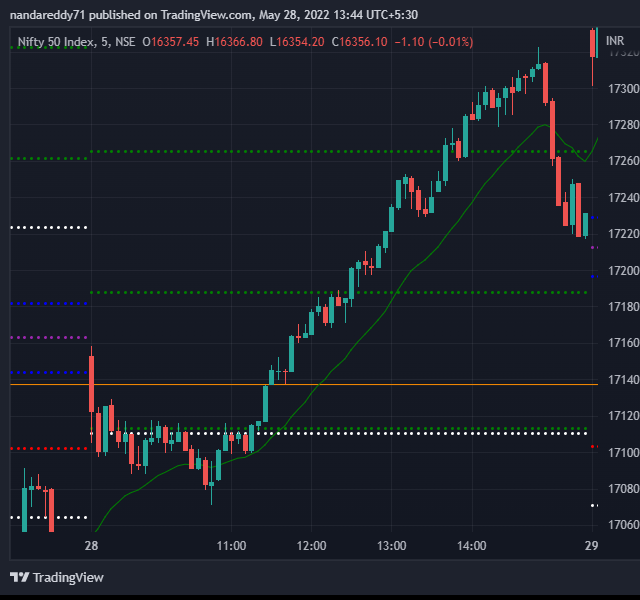 nandareddy71 published on TradingView.com, May 28, 2022 13:44 UTC+5:30
Nifty 50 Index, 5, NSE O16357.45 H16366.80 L16354.20 C16356.10 −1.10 (−0.01%)
INR
17320
17300
17280
17260
17240
17220
17200
17180
17160
17140
17120
17100
17080
17060
28 11:00 12:00 13:00 14:00 29
TradingView